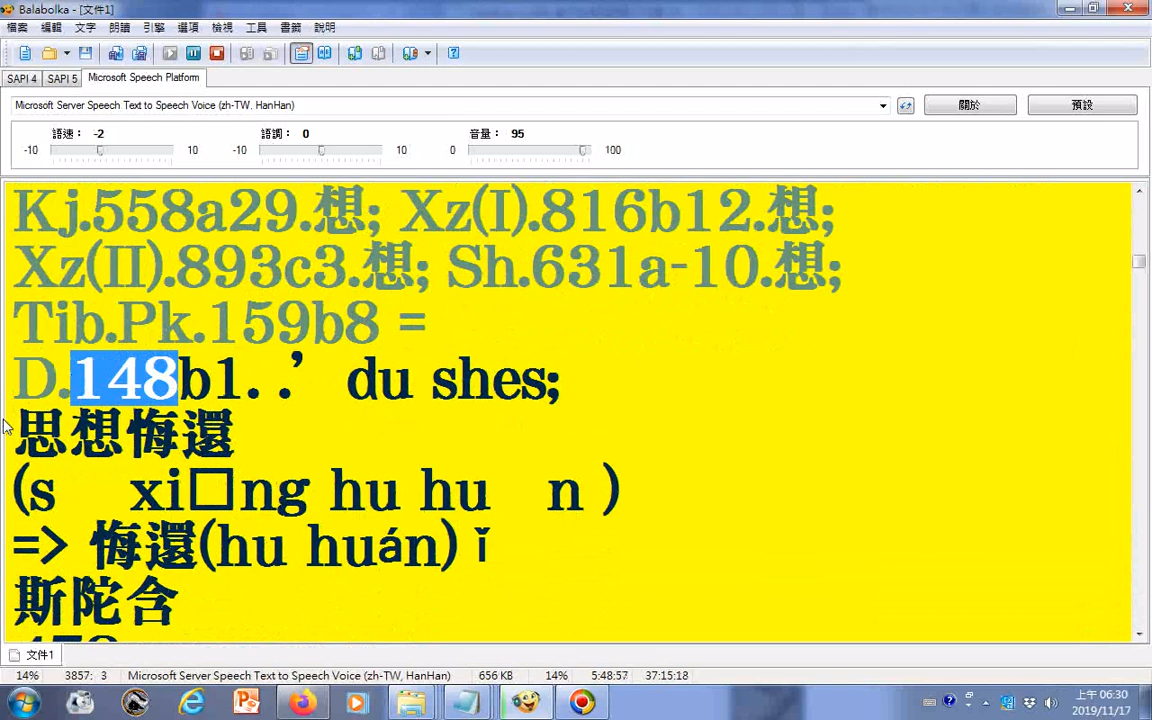 Balabolka - [文件1]
檔案 編輯 文字 朗讀 引擎 選項 檢視 工具 書籤 說明
SAPI 4 SAPI 5 Microsoft Speech Platform
Microsoft Server Speech Text to Speech Voice (zh-TW, HanHan) 關於 預設
語速： -2 語調： 0 音量： 95
-10 10 -10 10 0 100
Kj.558a29.想; Xz(I).816b12.想;
Xz(II).893c3.想; Sh.631a-10.想;
Tib.Pk.159b8 =
D.148b1. .’ du shes;
思想悔還
(s xi□ng hu hu n )
=> 悔還(hu huán) ǐ
斯陀含
文件1
14% 3857: 3 Microsoft Server Speech Text to Speech Voice (zh-TW, HanHan) 656 KB 14% 5:48:57 37:15:18
上午 06:30
2019/11/17